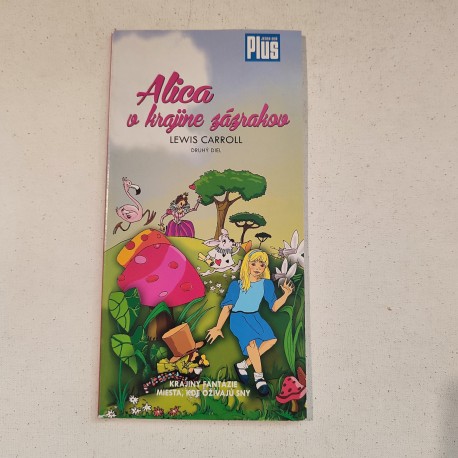 Plus
Alica
v krajine zázrakov
LEWIS CARROLL
DRUHÝ DIEL
KRAJINY FANTÁZIE
MIESTA, KDE OŽÍVAJÚ SNY